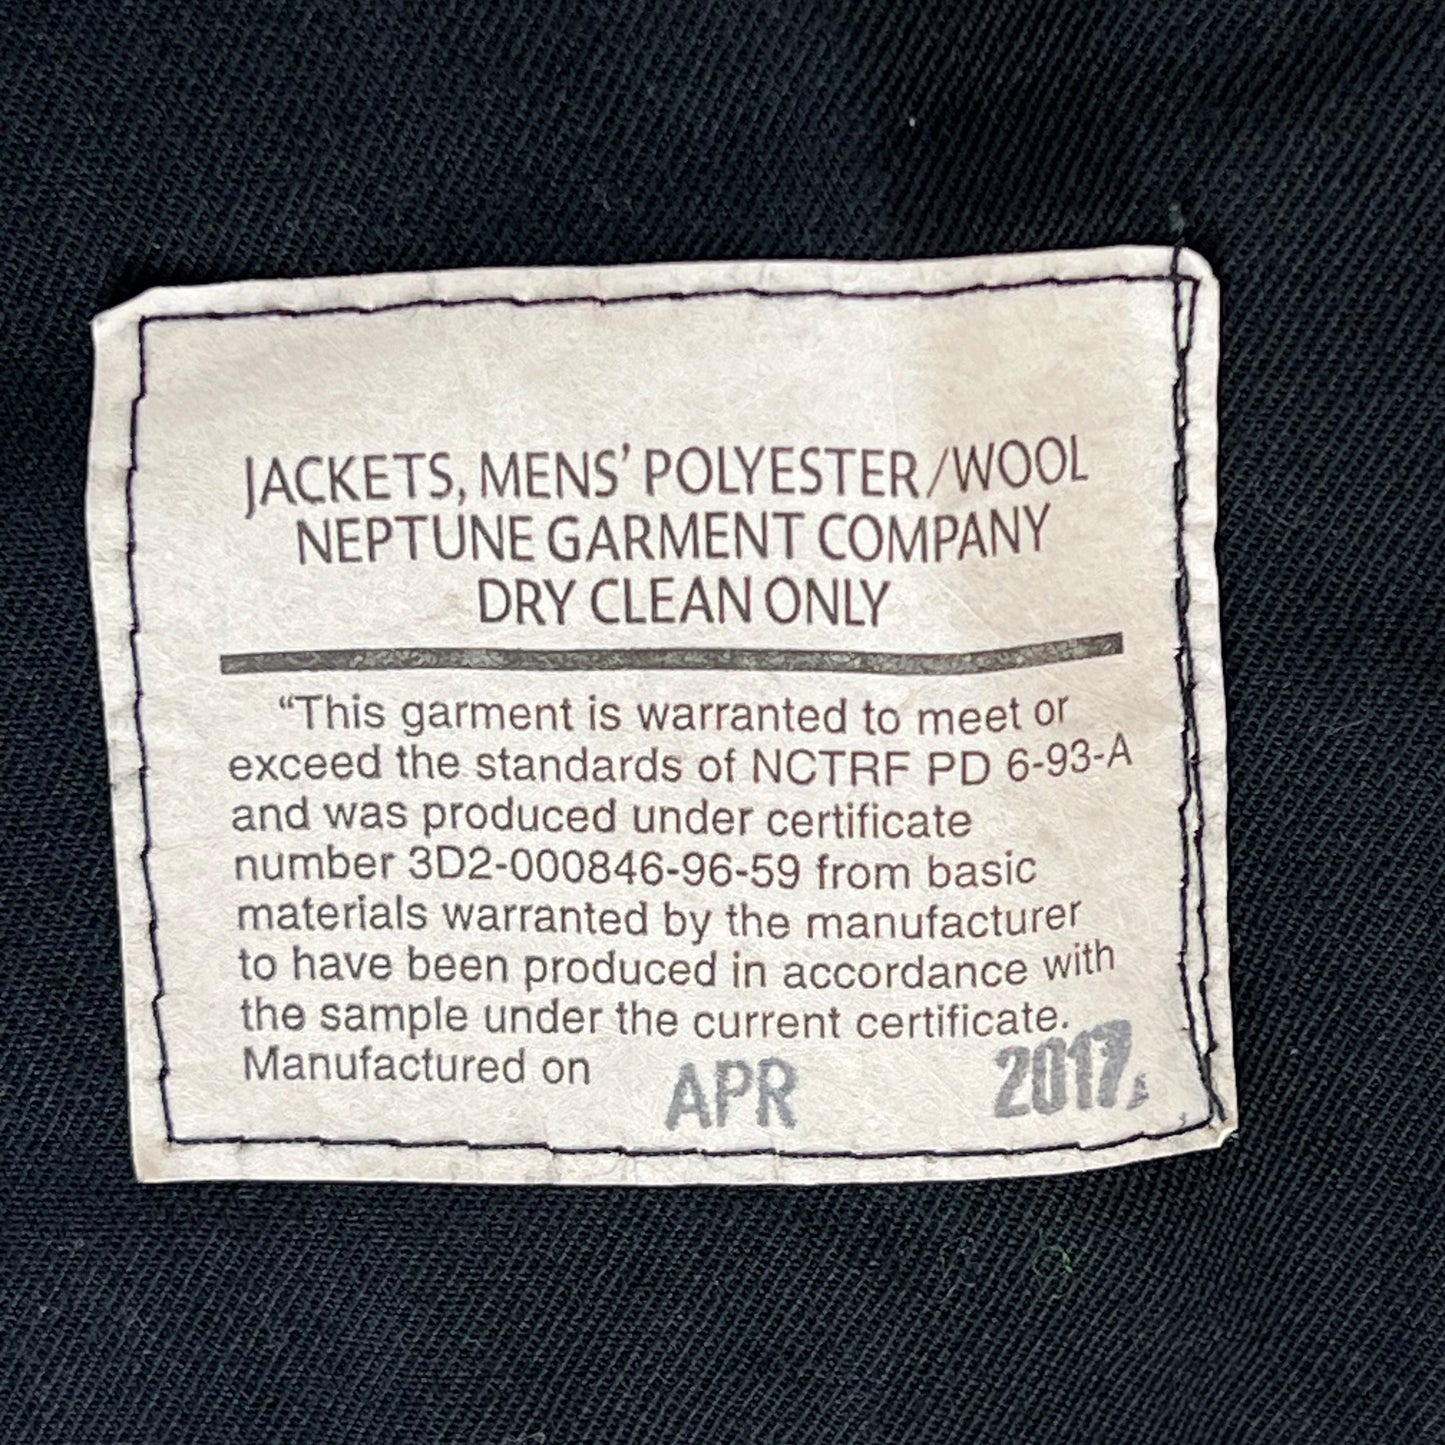 JACKETS, MENS' POLYESTER/WOOL
NEPTUNE GARMENT COMPANY
DRY CLEAN ONLY
“This garment is warranted to meet or
exceed the standards of NCTRF PD 6-93-A
and was produced under certificate
number 3D2-000846-96-59 from basic
materials warranted by the manufacturer
to have been produced in accordance with
the sample under the current certificate.
Manufactured on APR 2017